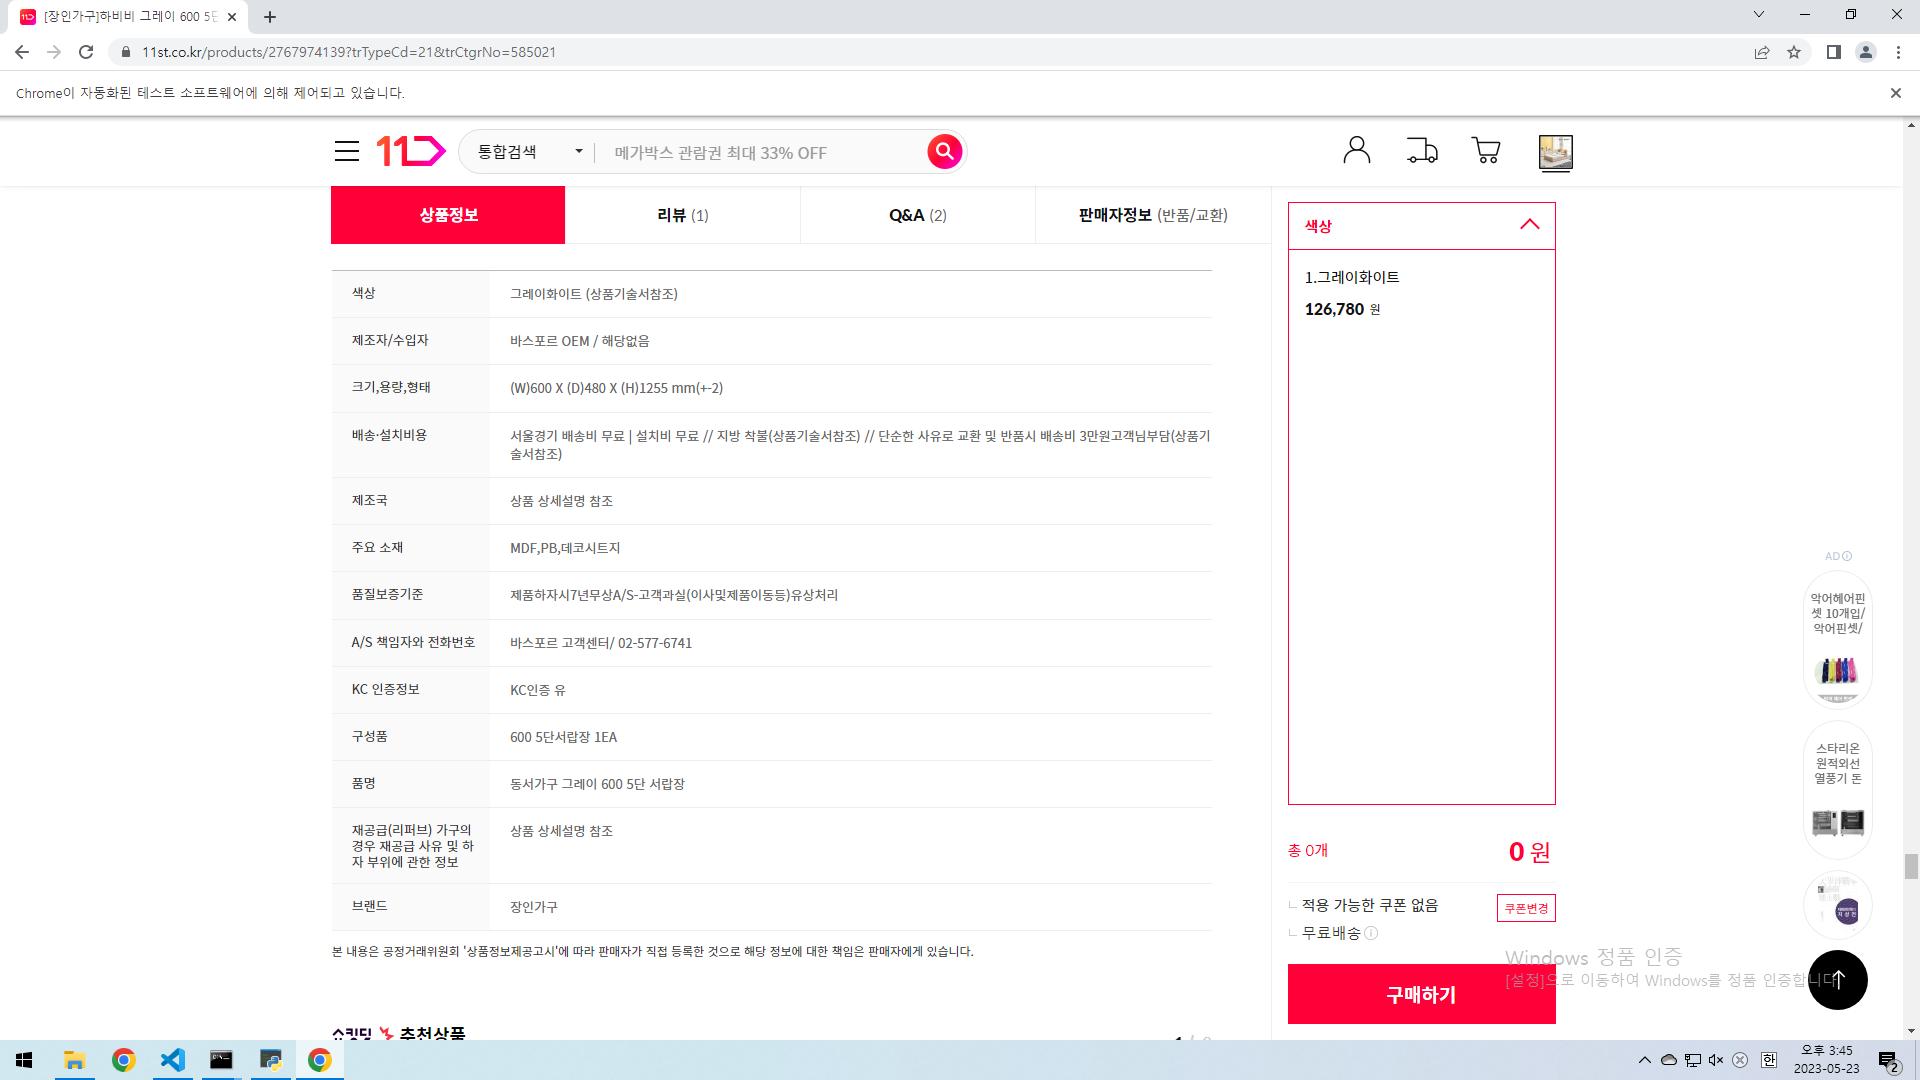 [장인가구]하비비 그레이 600 5단
11st.co.kr/products/2767974139?trTypeCd=21&trCtgrNo=585021
Chrome이 자동화된 테스트 소프트웨어에 의해 제어되고 있습니다.
통합검색
메가박스 관람권 최대 33% OFF
상품정보
리뷰 (1)
Q&A (2)
판매자정보 (반품/교환)
색상
그레이화이트 (상품기술서참조)
제조자/수입자
바스포르 OEM / 해당없음
크기,용량,형태
(W)600 X (D)480 X (H)1255 mm(+-2)
배송·설치비용
서울경기 배송비 무료 | 설치비 무료 // 지방 착불(상품기술서참조) // 단순한 사유로 교환 및 반품시 배송비 3만원고객님부담(상품기
술서참조)
제조국
상품 상세설명 참조
주요 소재
MDF,PB,데코시트지
품질보증기준
제품하자시7년무상A/S-고객과실(이사및제품이동등)유상처리
A/S 책임자와 전화번호
바스포르 고객센터/ 02-577-6741
KC 인증정보
KC인증 유
구성품
600 5단서랍장 1EA
품명
동서가구 그레이 600 5단 서랍장
재공급(리퍼브) 가구의
경우 재공급 사유 및 하
자 부위에 관한 정보
상품 상세설명 참조
브랜드
장인가구
본 내용은 공정거래위원회 '상품정보제공고시'에 따라 판매자가 직접 등록한 것으로 해당 정보에 대한 책임은 판매자에게 있습니다.
쇼킹딜 추천상품
색상
1.그레이화이트
126,780 원
총 0개
0 원
적용 가능한 쿠폰 없음
쿠폰변경
무료배송
구매하기
AD
악어헤어핀
셋 10개입/
악어핀셋/
스타리온
원적외선
열풍기 돈
Windows 정품 인증
[설정]으로 이동하여 Windows를 정품 인증합니다
한
오후 3:45
2023-05-23
2